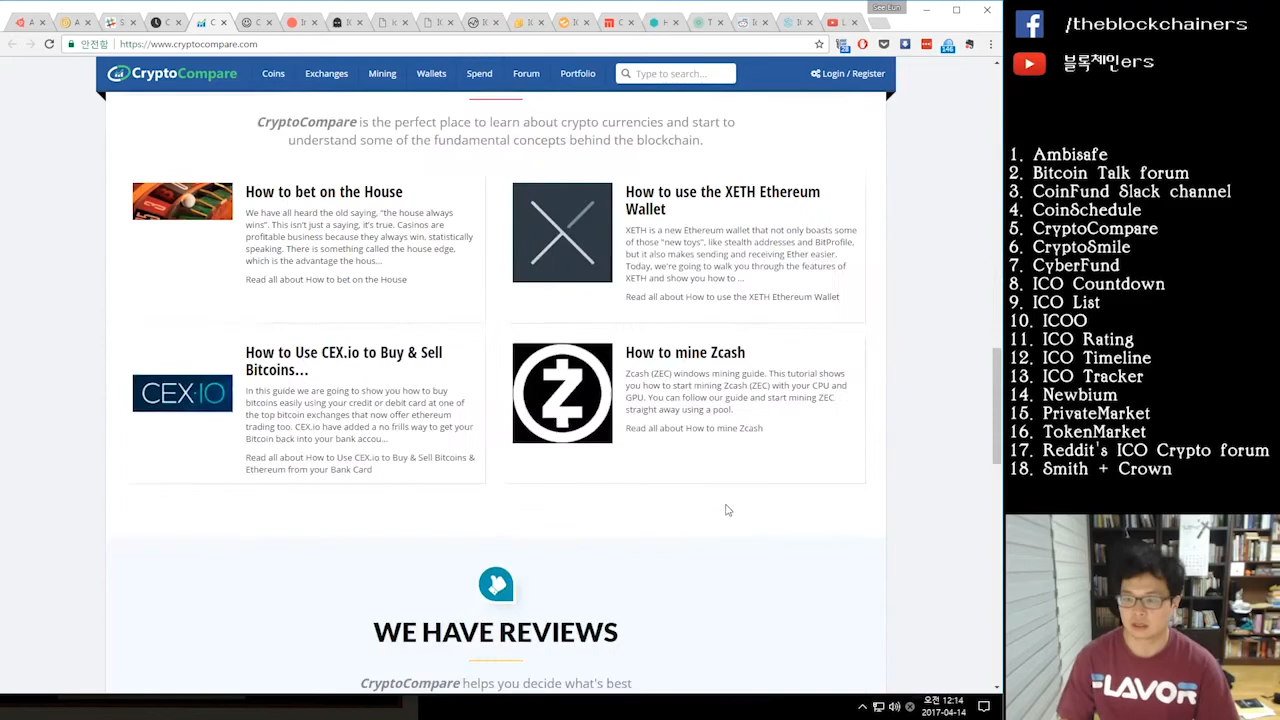 See Eun
안전함
https://www.cryptocompare.com
28
146
CryptoCompare
Coins
Exchanges
Mining
Wallets
Spend
Forum
Portfolio
Type to search...
Login / Register
CryptoCompare is the perfect place to learn about crypto currencies and start to
understand some of the fundamental concepts behind the blockchain.
How to bet on the House
We have all heard the old saying, "the house always
wins". This isn't just a saying, it's true. Casinos are
profitable business because they always win, statistically
speaking. There is something called the house edge,
which is the advantage the hous...
Read all about How to bet on the House
How to use the XETH Ethereum
Wallet
XETH is a new Ethereum wallet that not only boasts some
of those "new toys", like stealth addresses and BitProfile,
but it also makes sending and receiving Ether easier.
Today, we're going to walk you through the features of
XETH and show you how to ...
Read all about How to use the XETH Ethereum Wallet
CEX.IO
How to Use CEX.io to Buy & Sell
Bitcoins...
In this guide we are going to show you how to buy
bitcoins easily using your credit or debit card at one of
the top bitcoin exchanges that now offer ethereum
trading too. CEX.io have added a no frills way to get your
Bitcoin back into your bank accou...
Read all about How to Use CEX.io to Buy & Sell Bitcoins &
Ethereum from your Bank Card
How to mine Zcash
Zcash (ZEC) windows mining guide. This tutorial shows
you how to start mining Zcash (ZEC) with your CPU and
GPU. You can follow our guide and start mining ZEC
straight away using a pool.
Read all about How to mine Zcash
WE HAVE REVIEWS
CryptoCompare helps you decide what's best
오전 12:14
2017-04-14
/theblockchainers
블록체인ers
1. Ambisafe
2. Bitcoin Talk forum
3. CoinFund Slack channel
4. CoinSchedule
5. CryptoCompare
6. CryptoSmile
7. CyberFund
8. ICO Countdown
9. ICO List
10. ICOO
11. ICO Rating
12. ICO Timeline
13. ICO Tracker
14. Newbium
15. PrivateMarket
16. TokenMarket
17. Reddit's ICO Crypto forum
18. Smith + Crown
FLAVOR